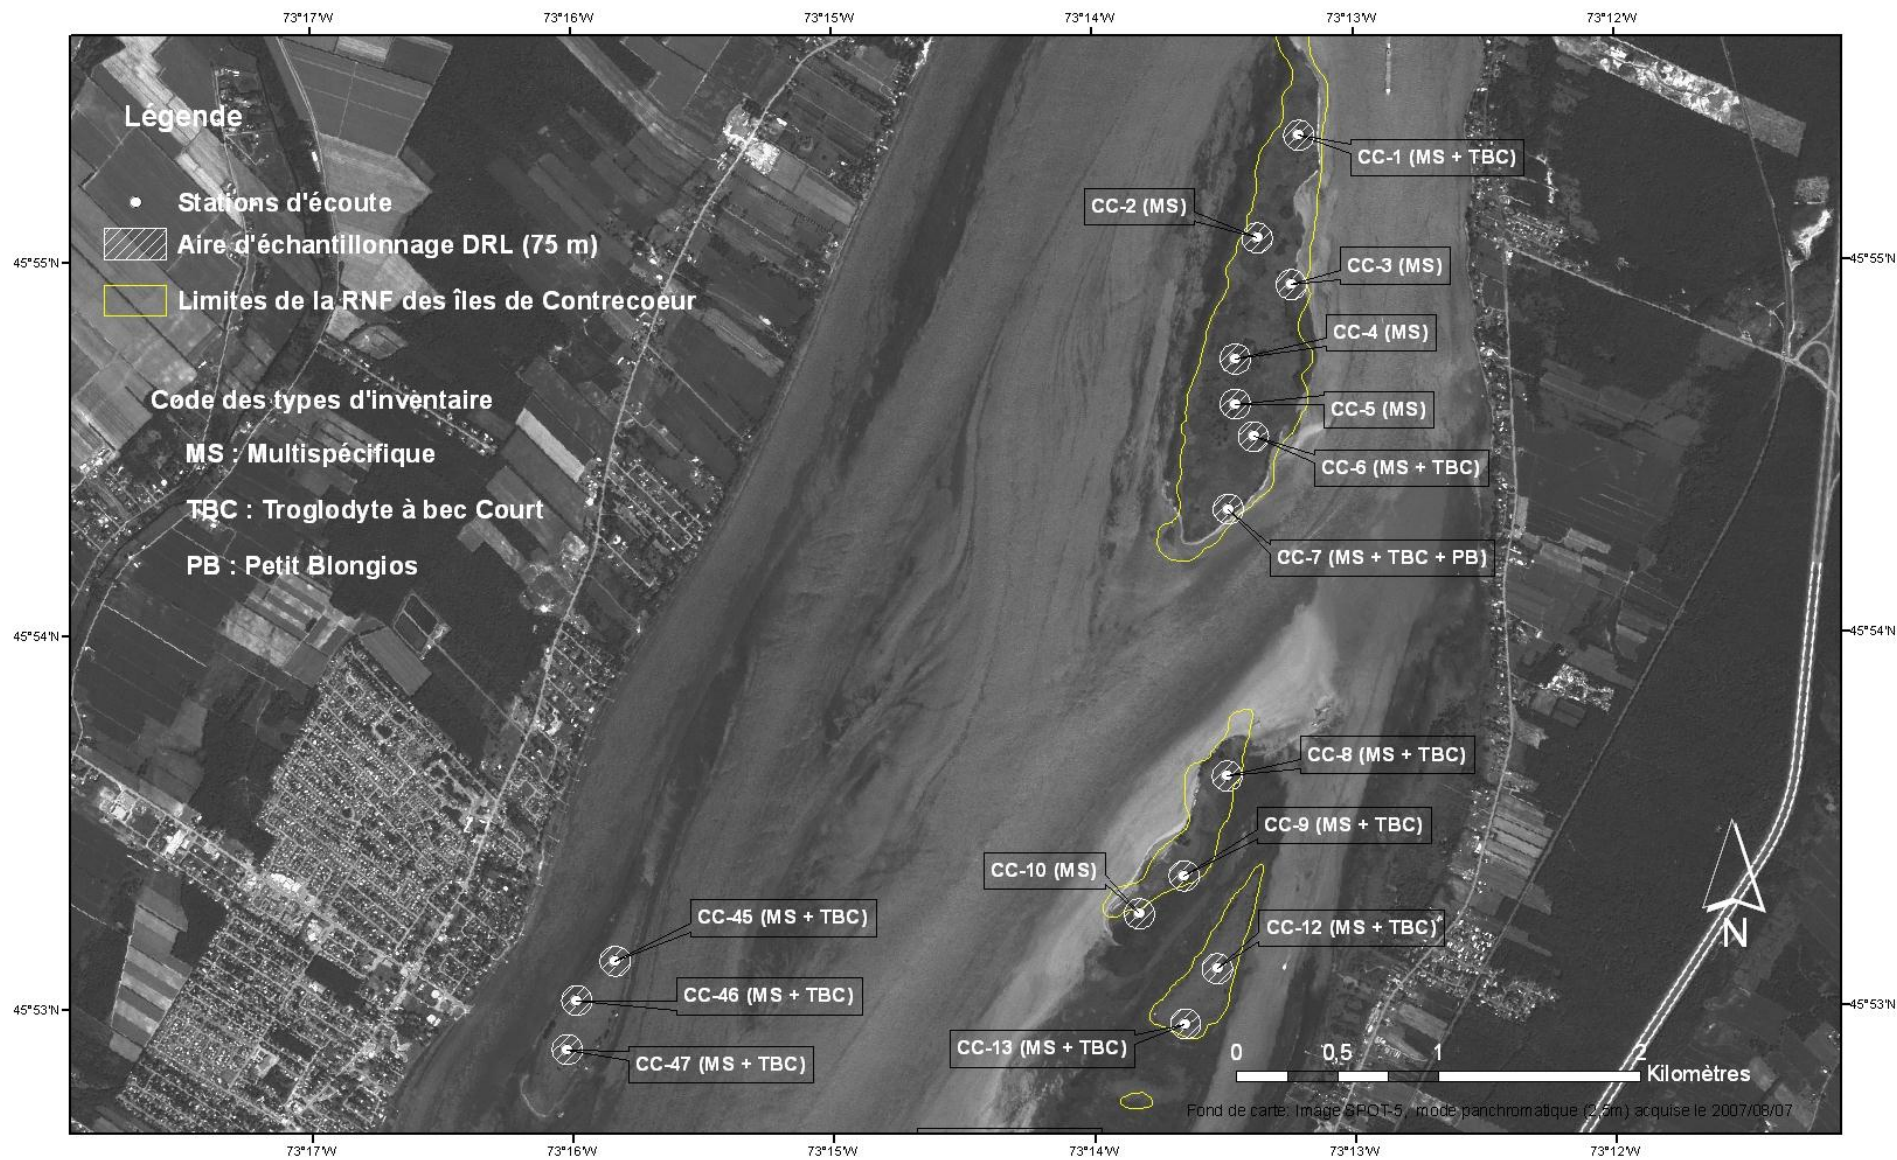 73°17'W
73°16'W
73°15'W
73°14'W
73°13'W
73°12'W
Légende
Stations d'écoute
Aire d'échantillonnage DRL (75 m)
Limites de la RNF des îles de Contrecoeur
Code des types d'inventaire
MS : Multispécifique
TBC : Troglodyte à bec Court
PB : Petit Blongios
CC-1 (MS + TBC)
CC-2 (MS)
CC-3 (MS)
CC-4 (MS)
CC-5 (MS)
CC-6 (MS + TBC)
CC-7 (MS + TBC + PB)
CC-8 (MS + TBC)
CC-9 (MS + TBC)
CC-10 (MS)
CC-12 (MS + TBC)
CC-13 (MS + TBC)
CC-45 (MS + TBC)
CC-46 (MS + TBC)
CC-47 (MS + TBC)
45°55'N
45°55'N
45°54'N
45°54'N
45°53'N
45°53'N
N
0 0,5 1 2
Kilomètres
Fond de carte: Image SPOT-5, mode panchromatique (2,5m) acquise le 2007/08/07
73°17'W
73°16'W
73°15'W
73°14'W
73°13'W
73°12'W